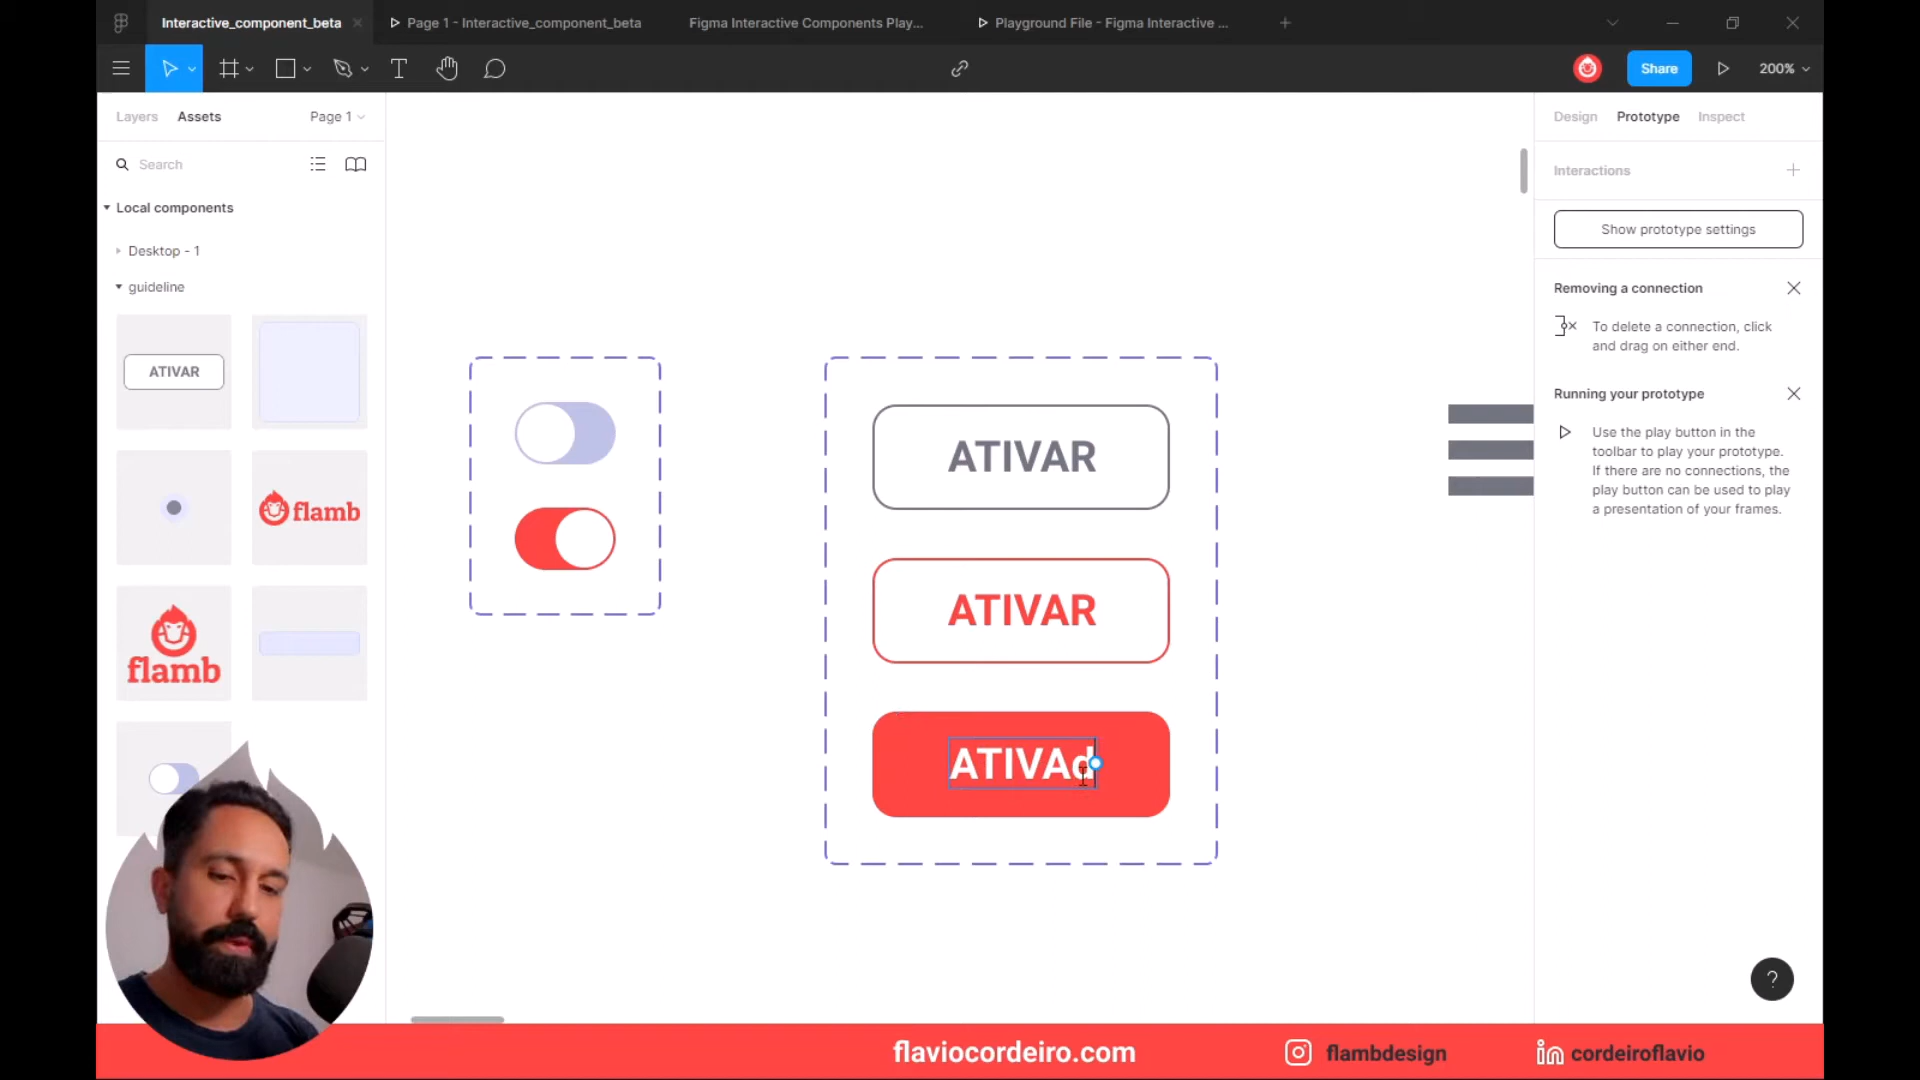 Interactive_component_beta
Page 1 - Interactive_component_beta
Figma Interactive Components Play...
Playground File - Figma Interactive ...
Share
200%
Layers
Assets
Page 1
Search
Local components
Desktop - 1
guideline
ATIVAR
flamb
flamb
ATIVAR
ATIVAR
ATIVAd
Design
Prototype
Inspect
Interactions
Show prototype settings
Removing a connection
To delete a connection, click
and drag on either end.
Running your prototype
Use the play button in the
toolbar to play your prototype.
If there are no connections, the
play button can be used to play
a presentation of your frames.
?
flaviocordeiro.com
flambdesign
cordeiroflavio